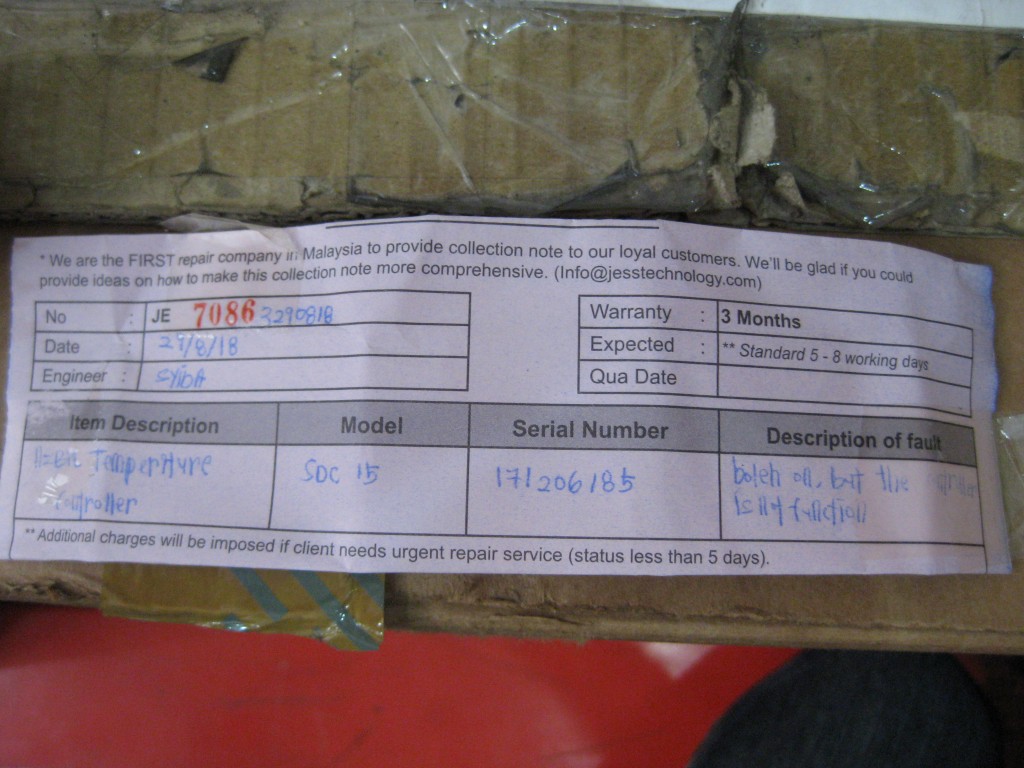 * We are the FIRST repair company in Malaysia to provide collection note to our loyal customers. We'll be glad if you could
provide ideas on how to make this collection note more comprehensive. (Info@jesstechnology.com)
No : JE 7086 3290818
Date : 29/8/18
Engineer : SYIBA
Warranty : 3 Months
Expected : ** Standard 5 - 8 working days
Qua Date
Item Description Model Serial Number Description of fault
Temperature SDC 15 171206185 boleh on, but the
controller is not function
** Additional charges will be imposed if client needs urgent repair service (status less than 5 days).